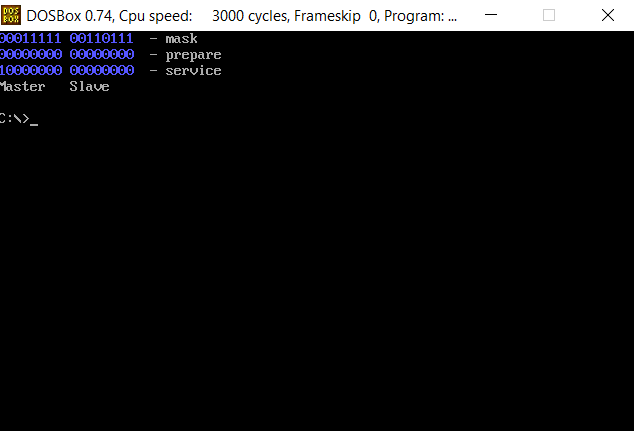 DOSBox 0.74, Cpu speed: 3000 cycles, Frameskip 0, Program: ...
00011111 00110111 - mask
00000000 00000000 - prepare
10000000 00000000 - service
Master Slave
C:\>_